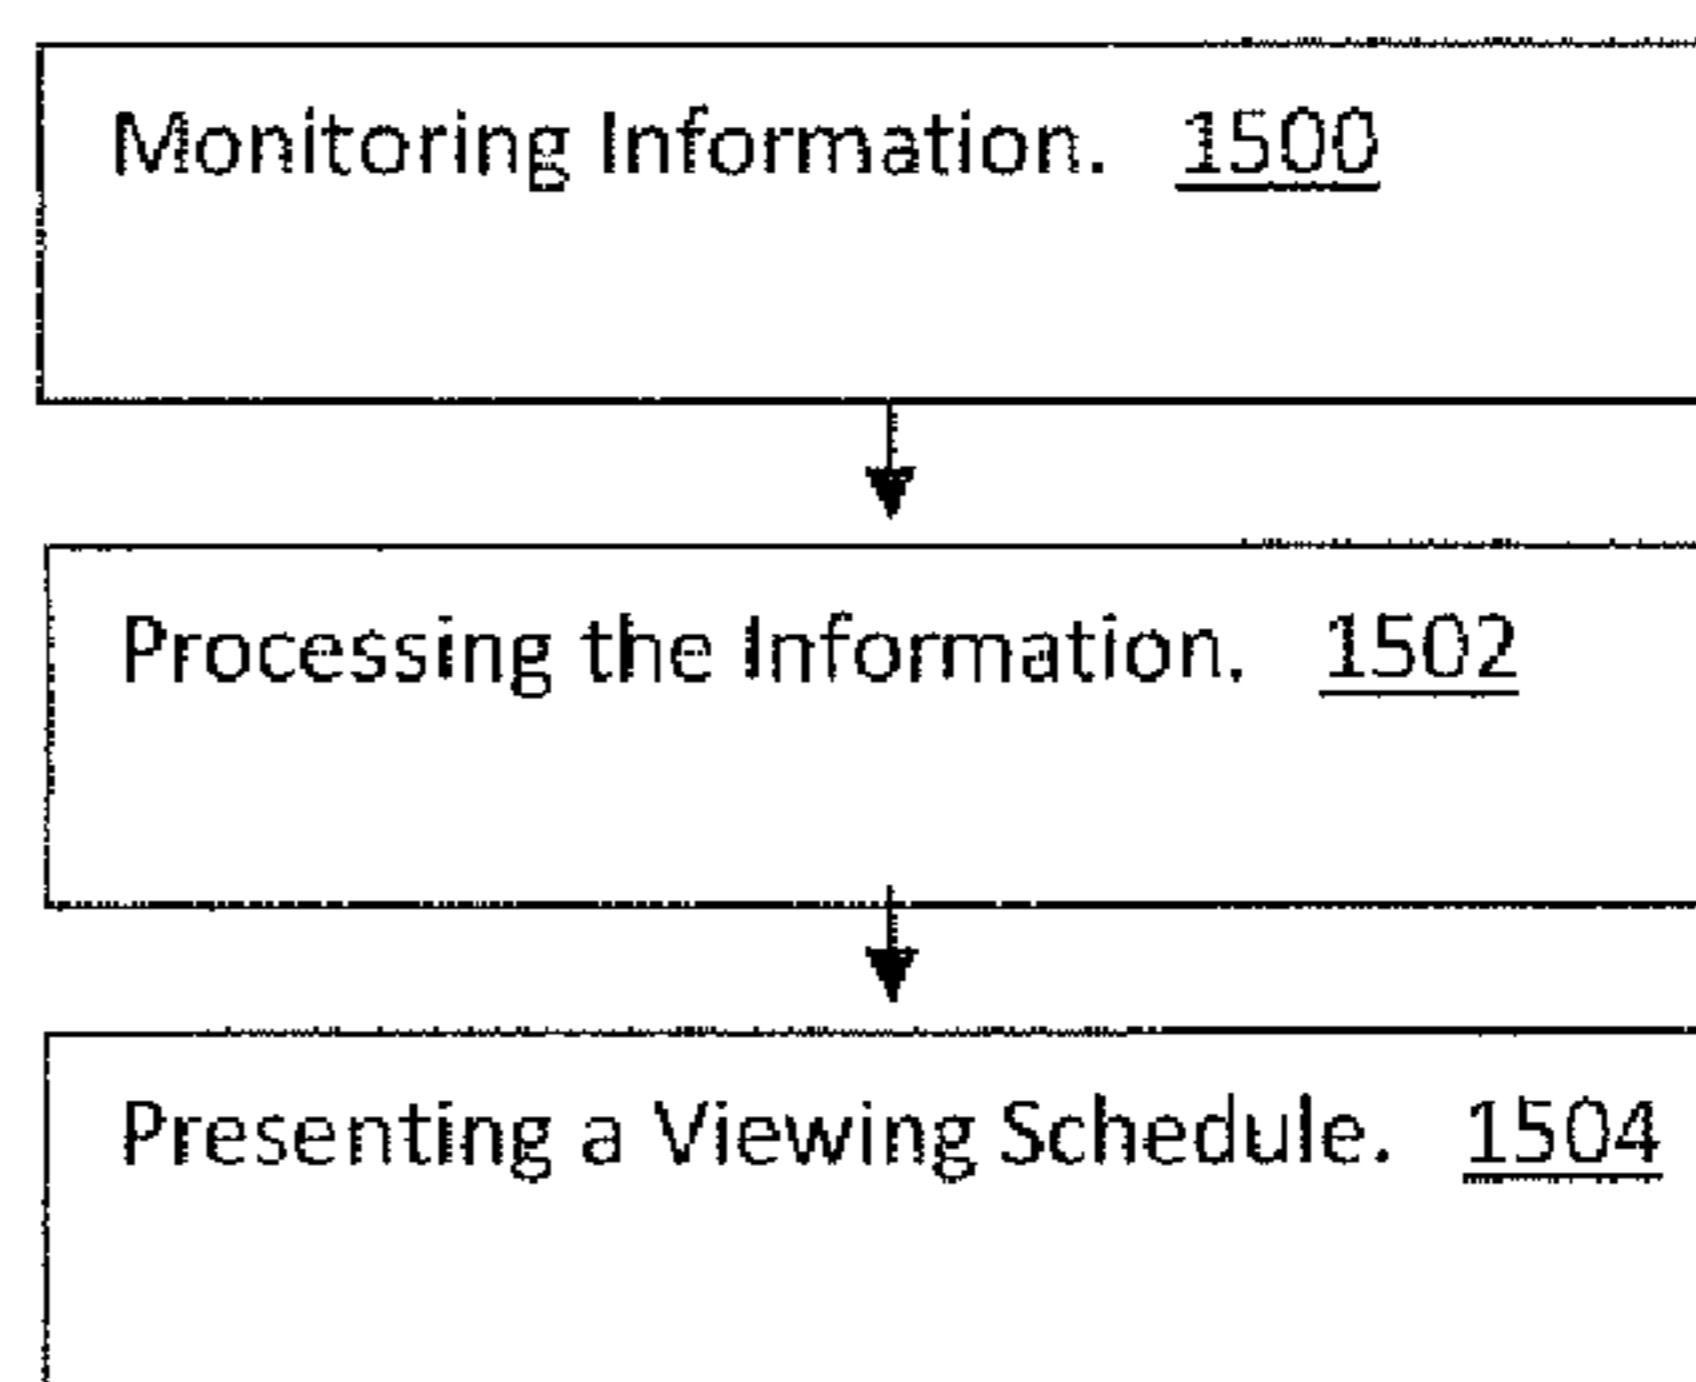 Monitoring Information. 1500
Processing the Information. 1502
Presenting a Viewing Schedule. 1504